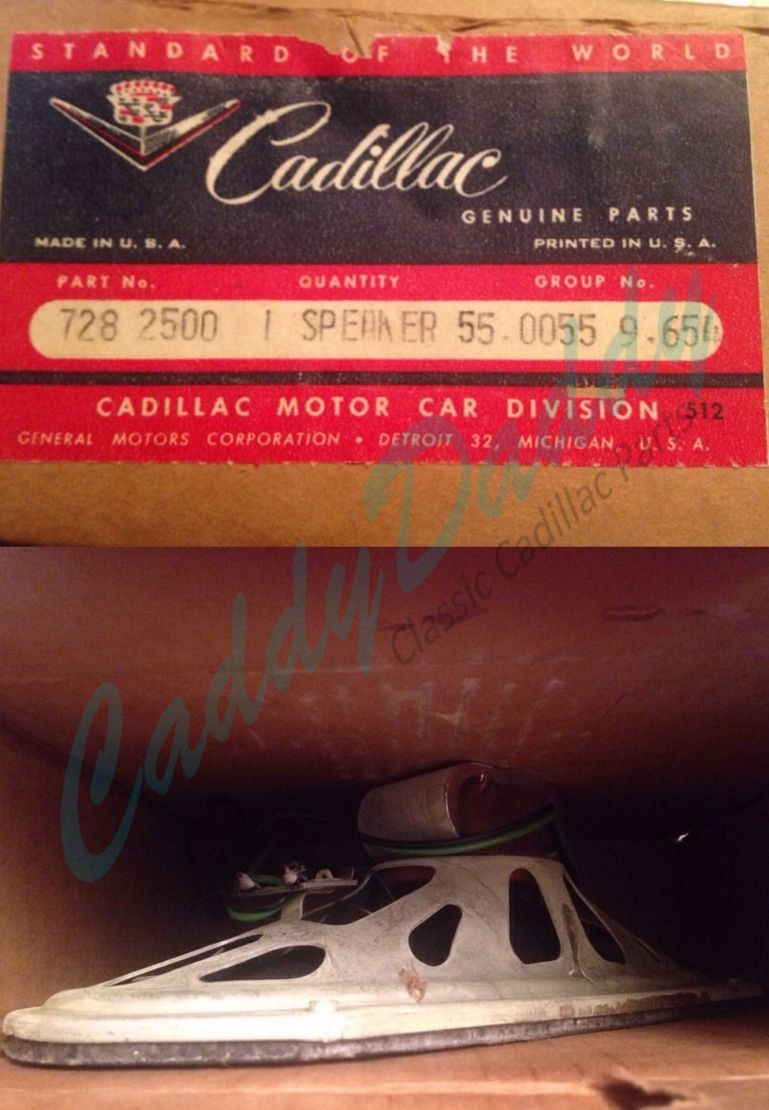 STANDARD OF THE WORLD
Cadillac
GENUINE PARTS
MADE IN U. S. A. PRINTED IN U. S. A.
PART No. QUANTITY GROUP No.
728 2500 1 SPEAKER 55.0055 9.654
CADILLAC MOTOR CAR DIVISION 512
GENERAL MOTORS CORPORATION • DETROIT 32, MICHIGAN, U. S. A.
CaddyDaddy
Classic Cadillac Parts